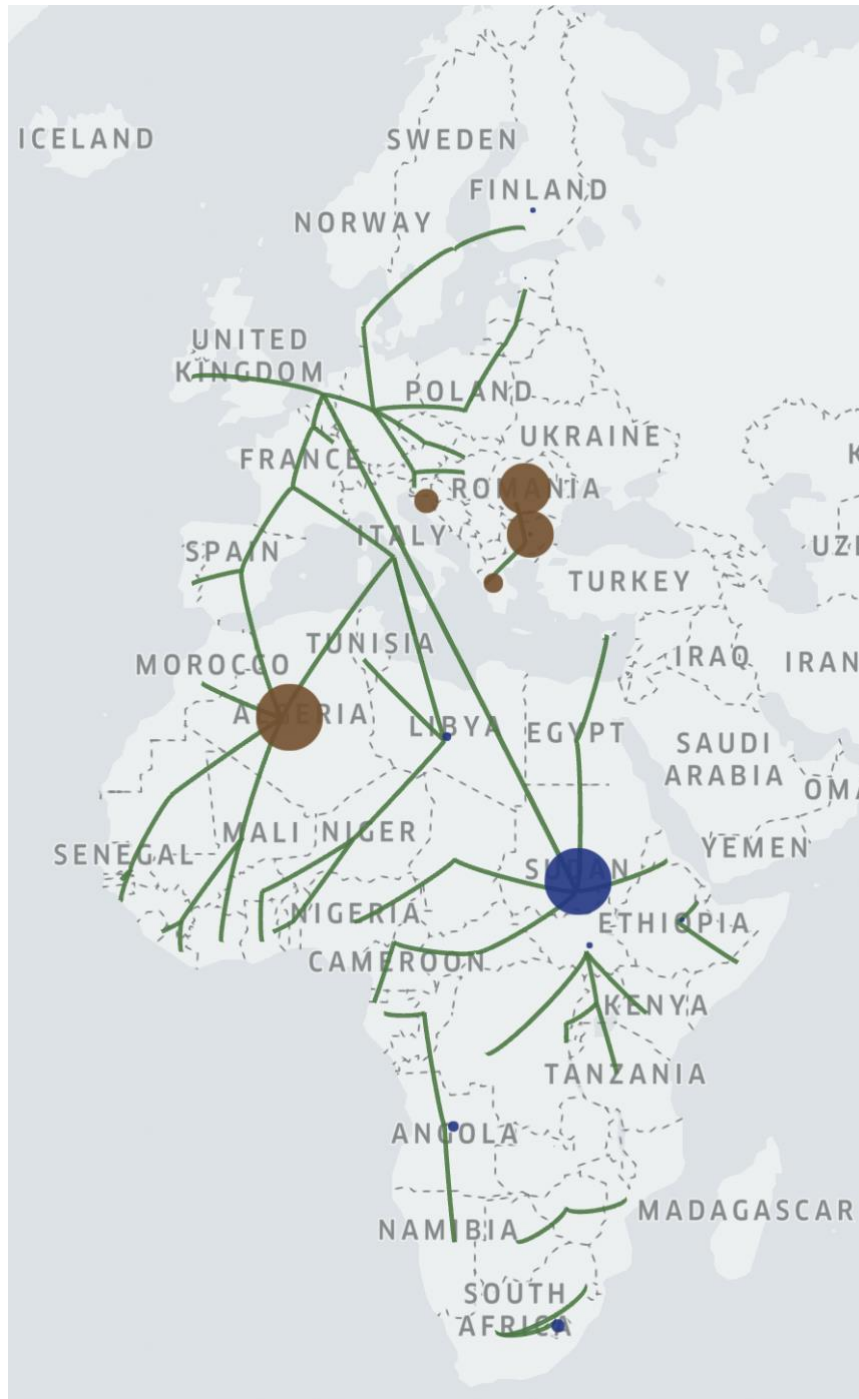 ICELAND
SWEDEN
FINLAND
NORWAY
UNITED
KINGDOM
POLAND
UKRAINE
FRANCE
ROMANIA
ITALY
SPAIN
TURKEY
TUNISIA
MOROCCO
IRAQ
IRAN
ALGERIA
LIBYA
EGYPT
SAUDI
ARABIA
MALI
NIGER
SENEGAL
YEMEN
SUDAN
NIGERIA
ETHIOPIA
CAMEROON
KENYA
TANZANIA
ANGOLA
NAMIBIA
MADAGASCAR
SOUTH
AFRICA